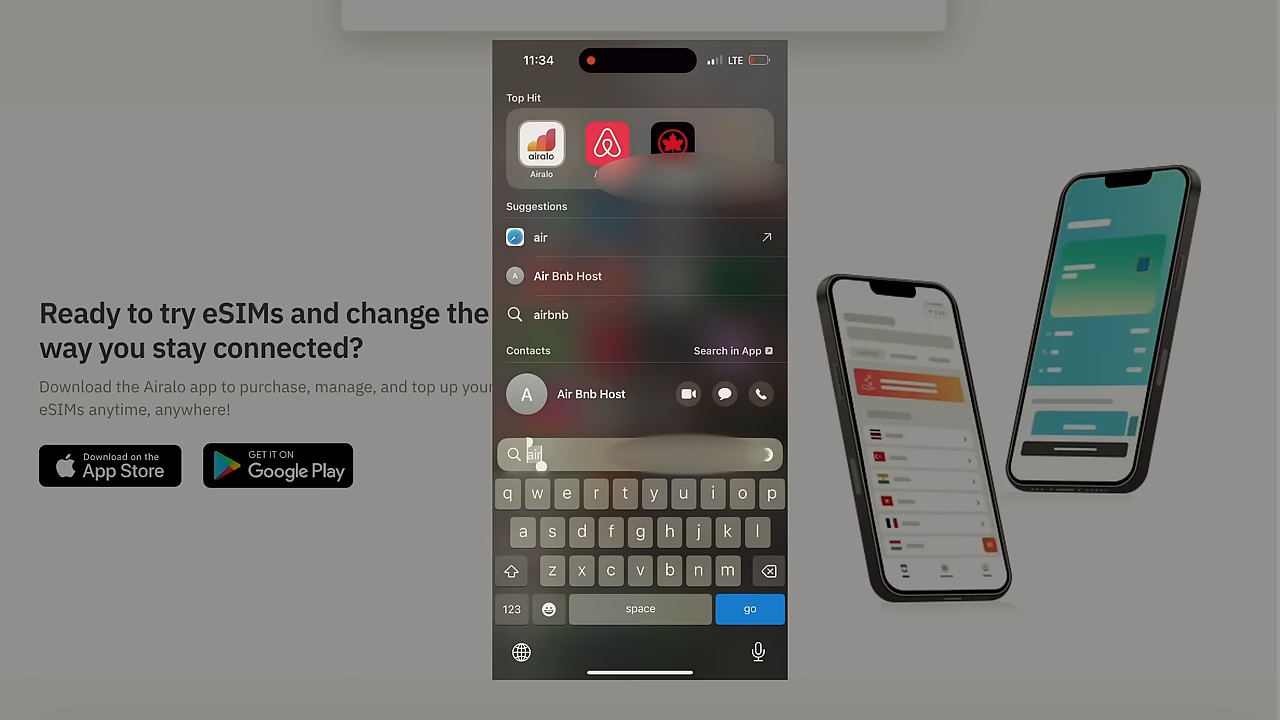 11:34
LTE
Top Hit
airalo
Airalo
Suggestions
air
A
Air Bnb Host
airbnb
Contacts
Search in App
A
Air Bnb Host
air
q w e r t y u i o p
a s d f g h j k l
z x c v b n m
123
space
go
Ready to try eSIMs and change the
way you stay connected?
Download the Airalo app to purchase, manage, and top up your
eSIMs anytime, anywhere!
Download on the
App Store
GET IT ON
Google Play